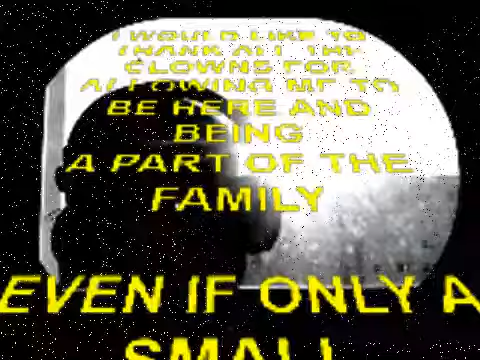 I WOULD LIKE TO
THANK ALL THE
CLOWNS FOR
ALLOWING ME TO
BE HERE AND
BEING
A PART OF THE
FAMILY
EVEN IF ONLY A
SMALL